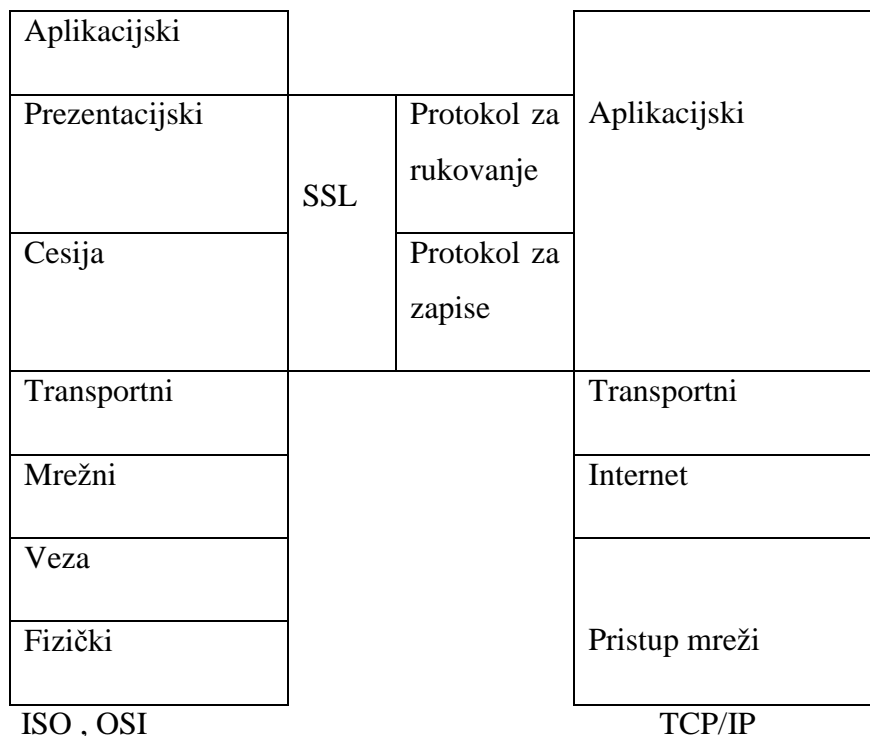 Aplikacijski
Prezentacijski
SSL
Protokol za
rukovanje
Aplikacijski
Cesija
Protokol za
zapise
Transportni
Transportni
Mrežni
Internet
Veza
Fizički
Pristup mreži
ISO , OSI
TCP/IP